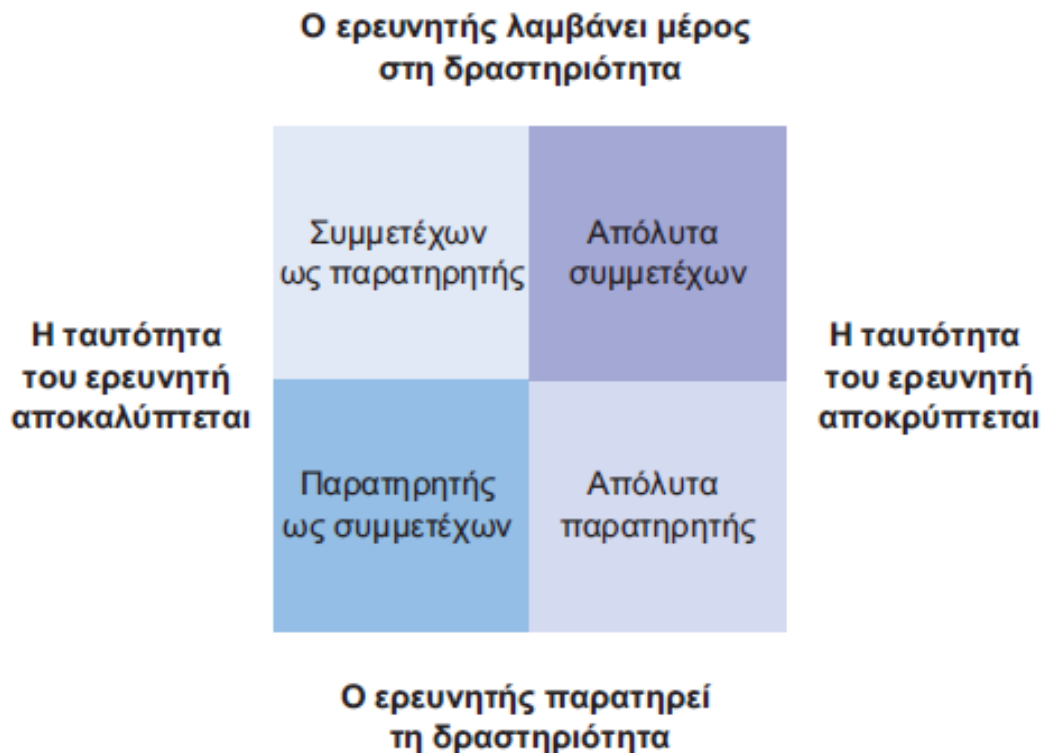 Ο ερευνητής λαμβάνει μέρος
στη δραστηριότητα
Συμμετέχων
ως παρατηρητής
Απόλυτα
συμμετέχων
Η ταυτότητα
του ερευνητή
αποκαλύπτεται
Η ταυτότητα
του ερευνητή
αποκρύπτεται
Παρατηρητής
ως συμμετέχων
Απόλυτα
παρατηρητής
Ο ερευνητής παρατηρεί
τη δραστηριότητα